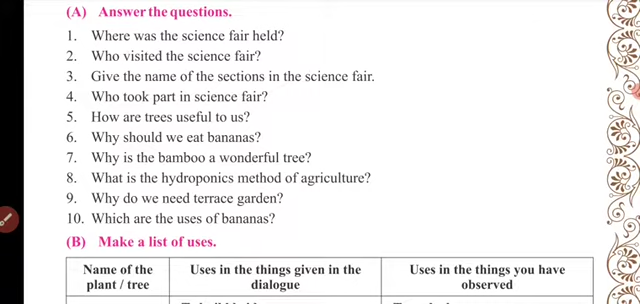 (A) Answer the questions.
1. Where was the science fair held?
2. Who visited the science fair?
3. Give the name of the sections in the science fair.
4. Who took part in science fair?
5. How are trees useful to us?
6. Why should we eat bananas?
7. Why is the bamboo a wonderful tree?
8. What is the hydroponics method of agriculture?
9. Why do we need terrace garden?
10. Which are the uses of bananas?
(B) Make a list of uses.
Name of the plant / tree
Uses in the things given in the dialogue
Uses in the things you have observed